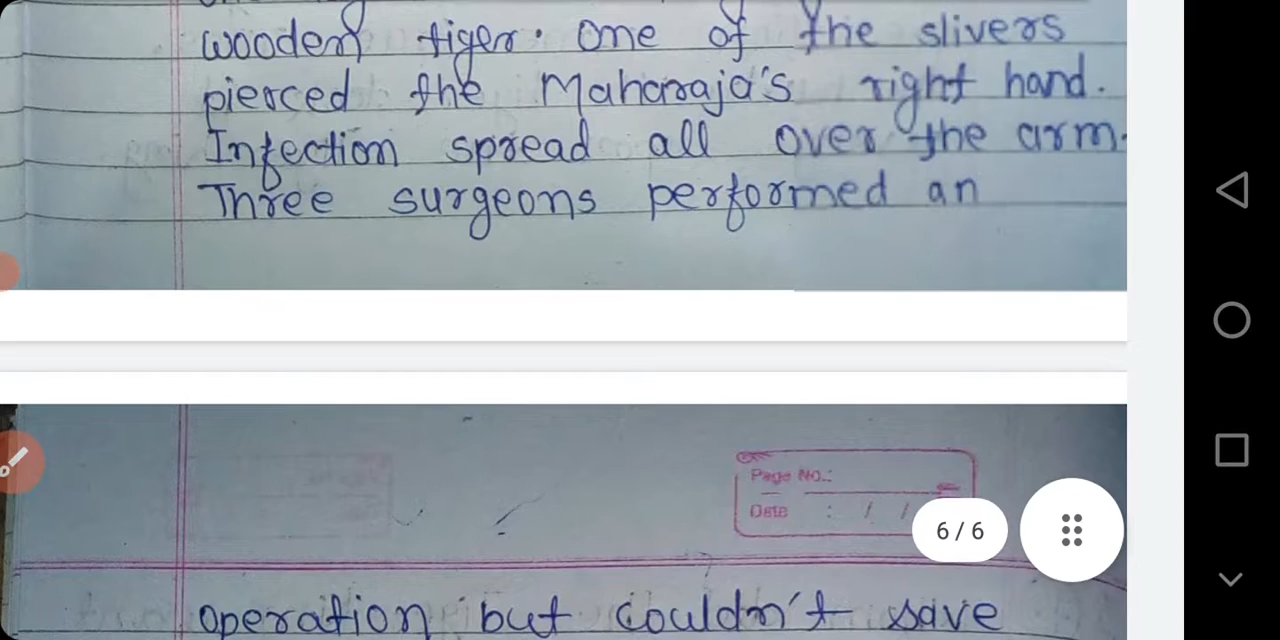 wooden tiger. One of the slivers
pierced the Maharaja's right hand.
Infection spread all over the arm.
Three surgeons performed an
Page No.:
Date : / /
6 / 6
operation but couldn't save